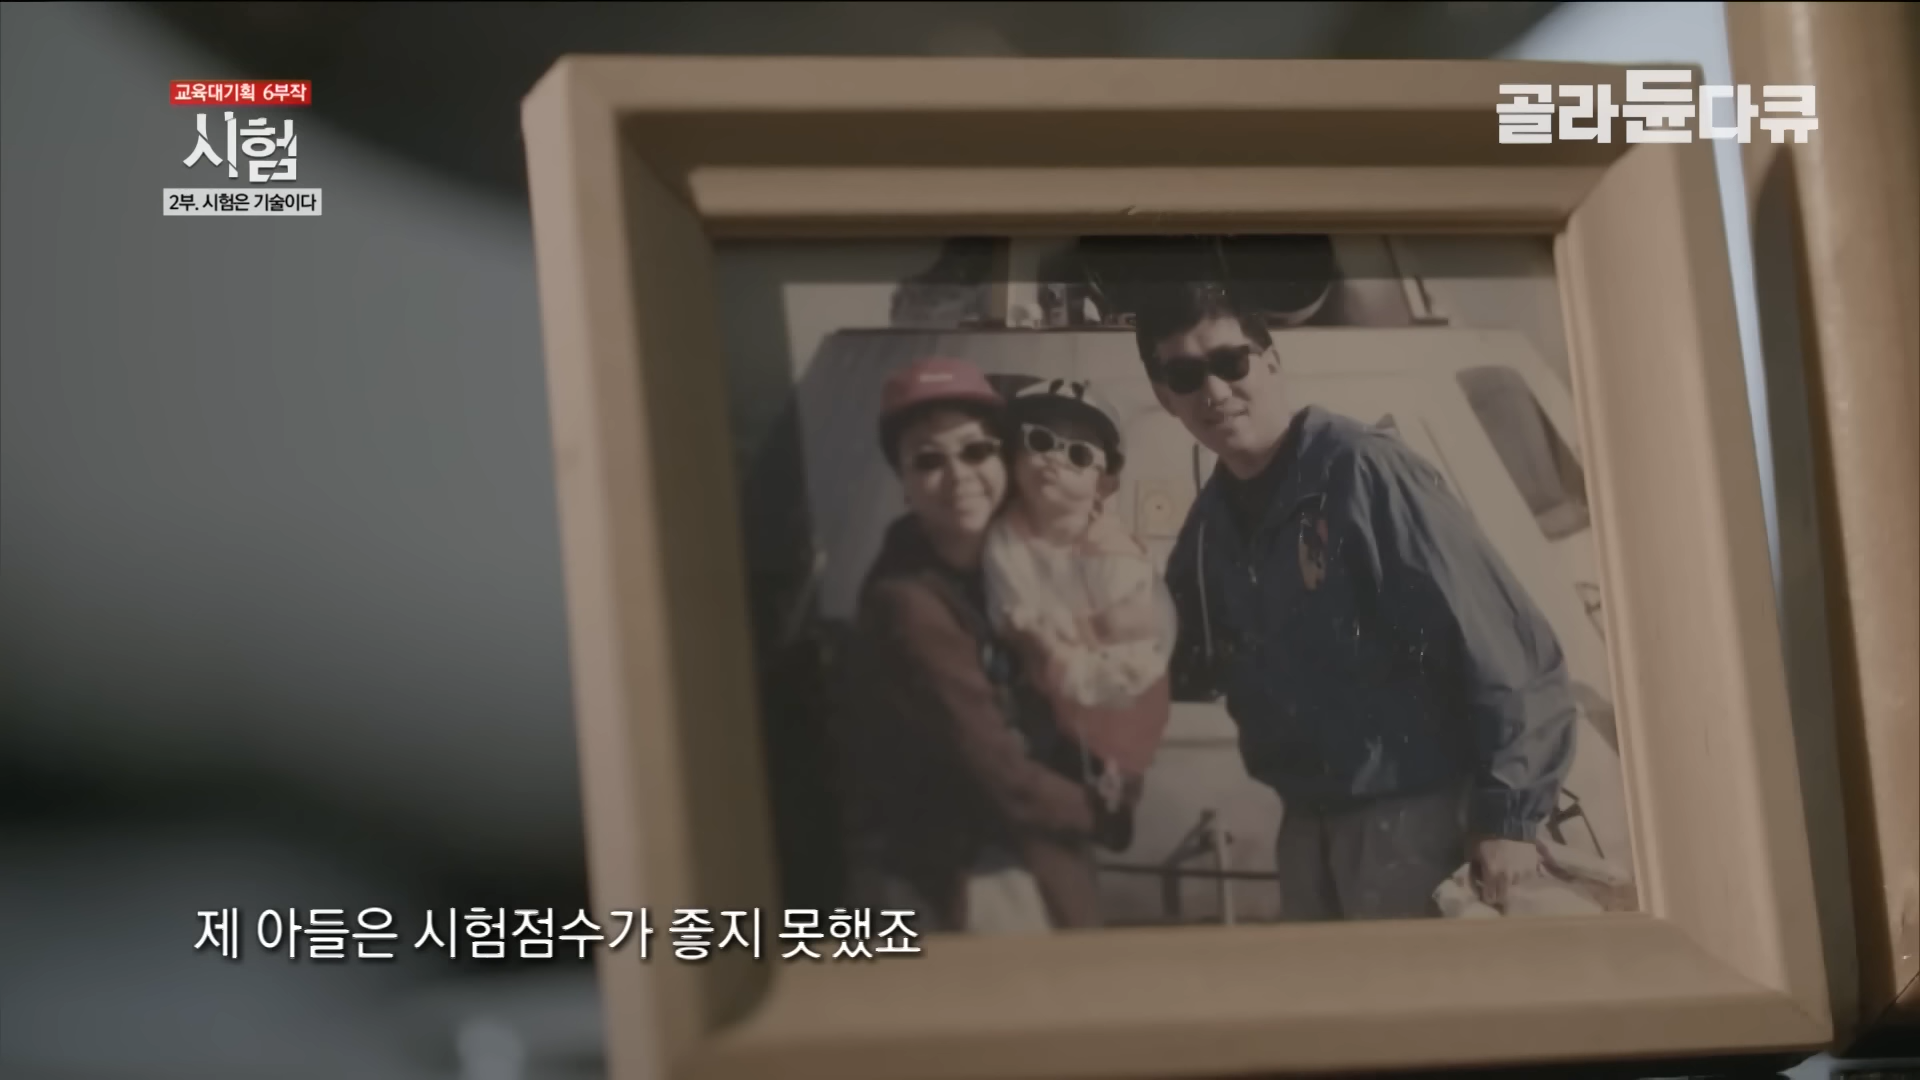 교육대기획 6부작
시험
2부. 시험은 기술이다
골라듄다큐
제 아들은 시험점수가 좋지 못했죠